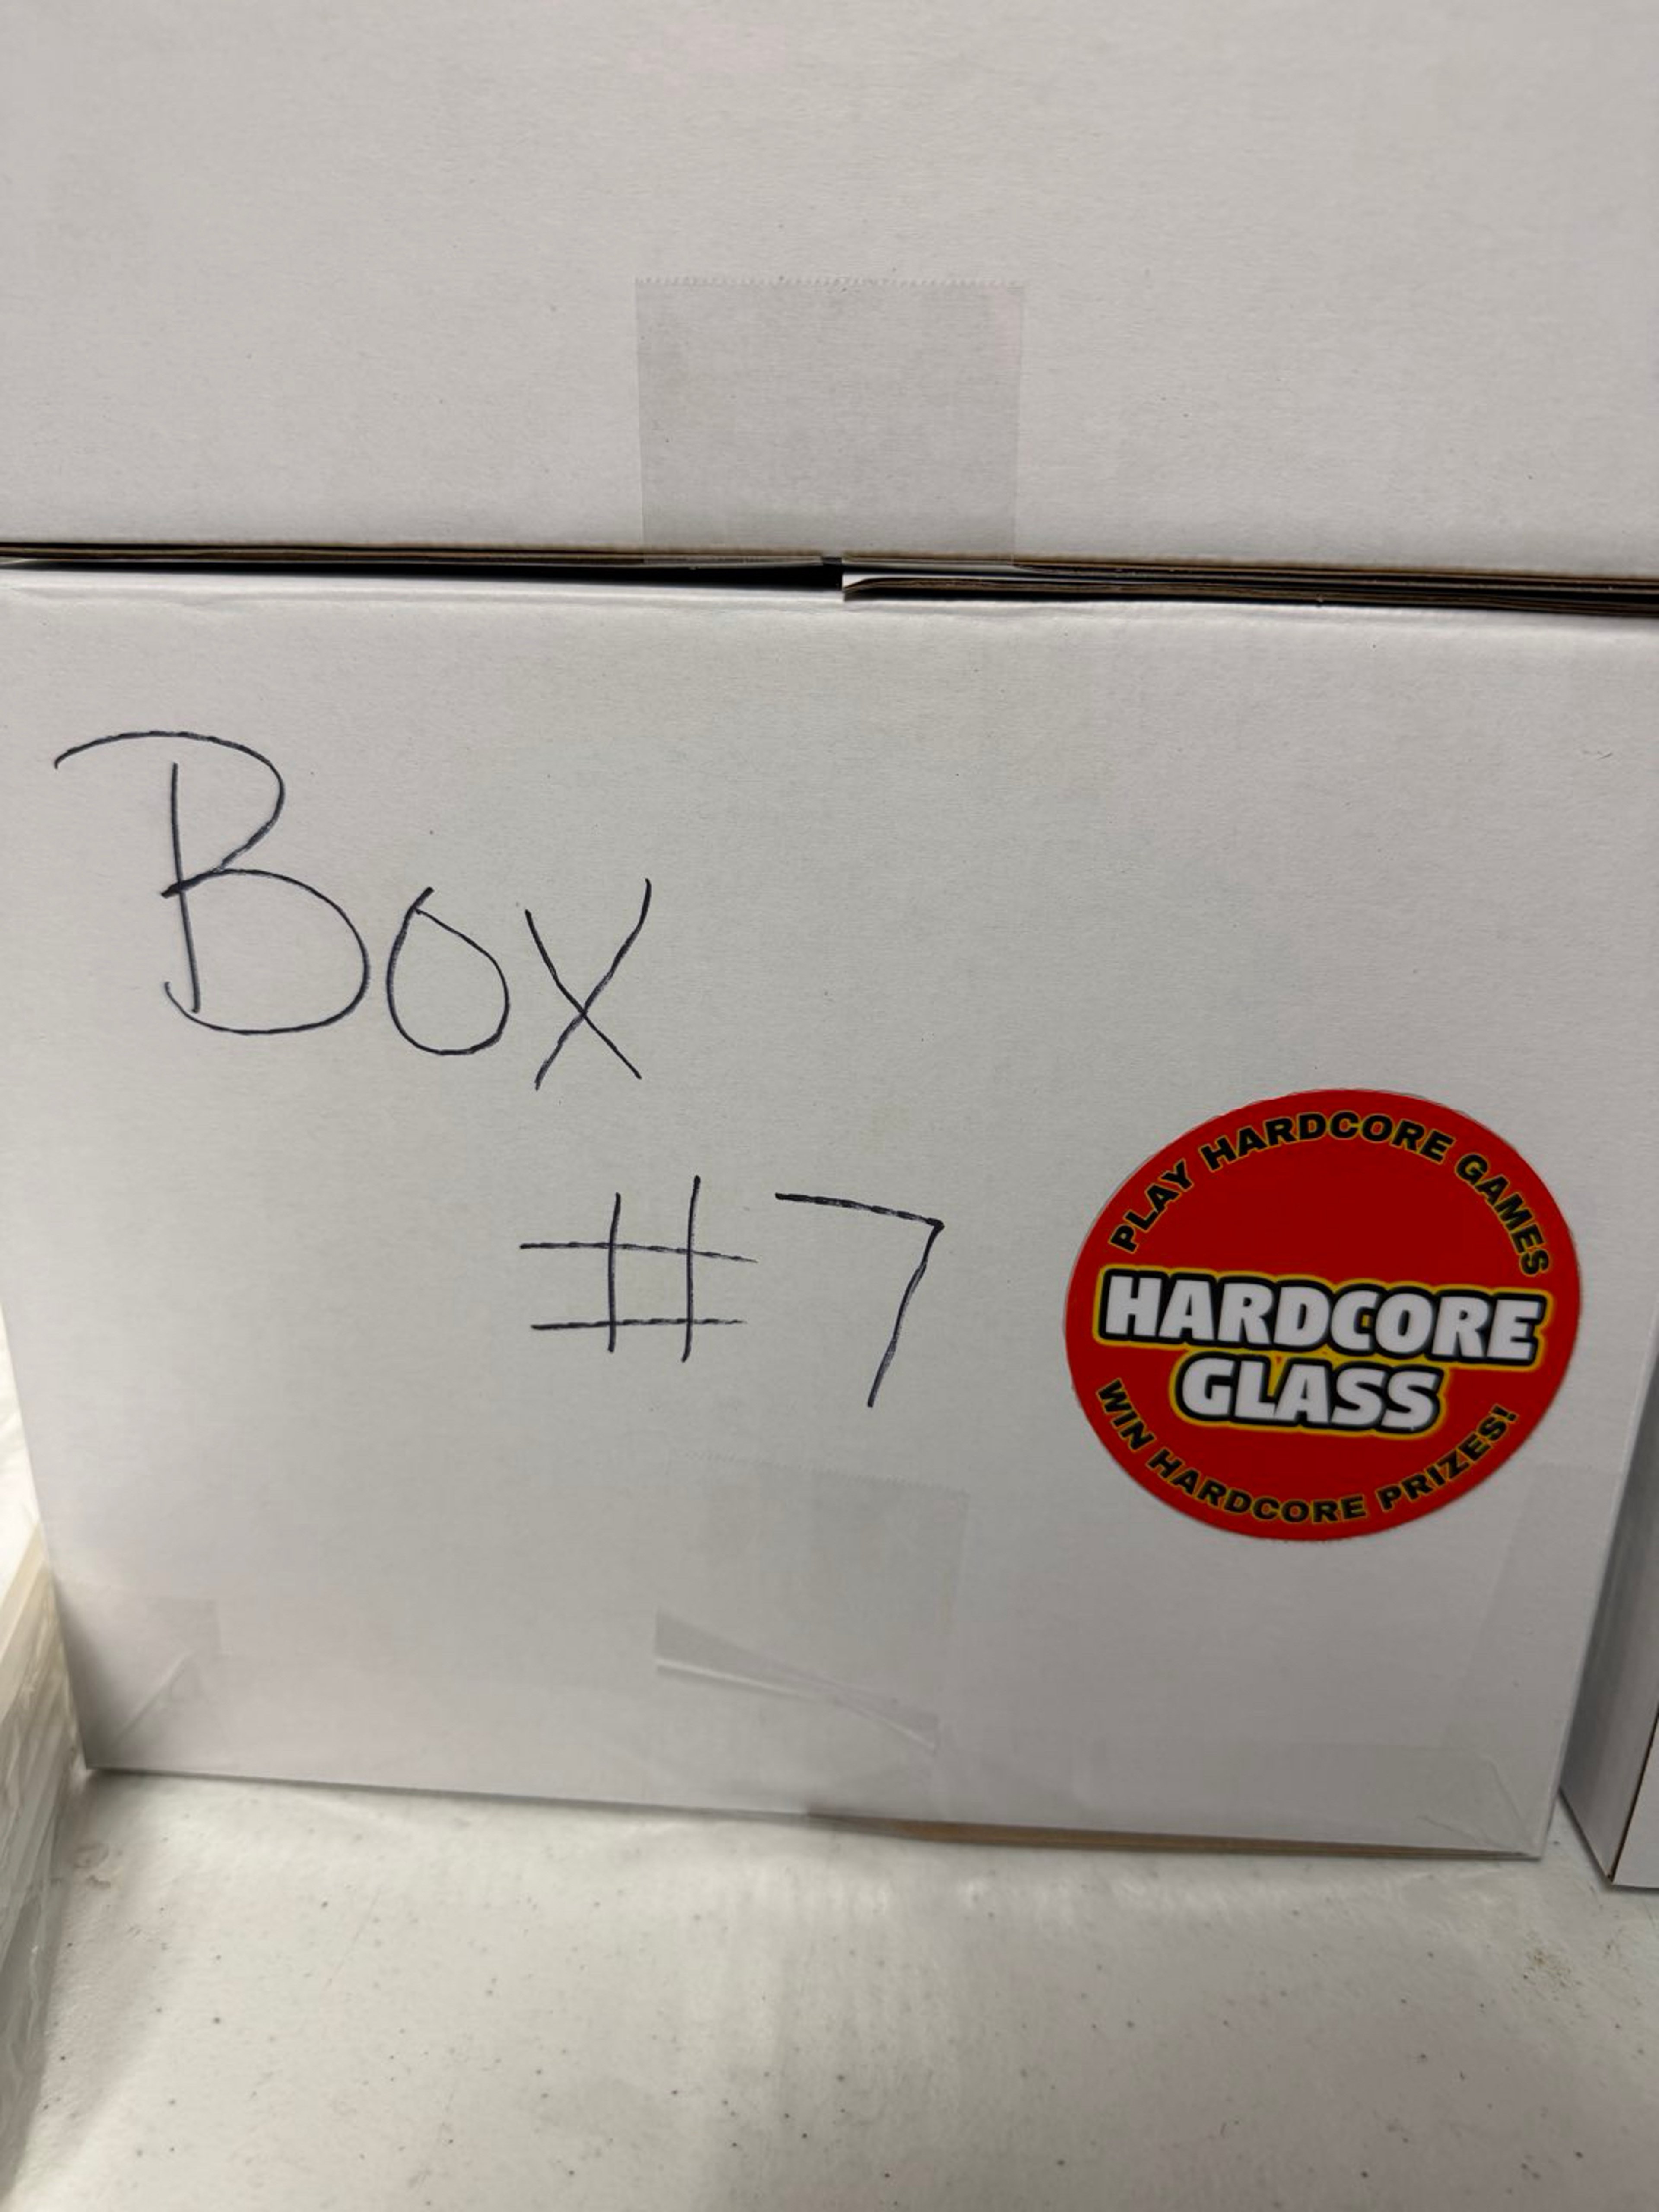 Box
#7
PLAY HARDCORE GAMES
HARDCORE
GLASS
WIN HARDCORE PRIZES!